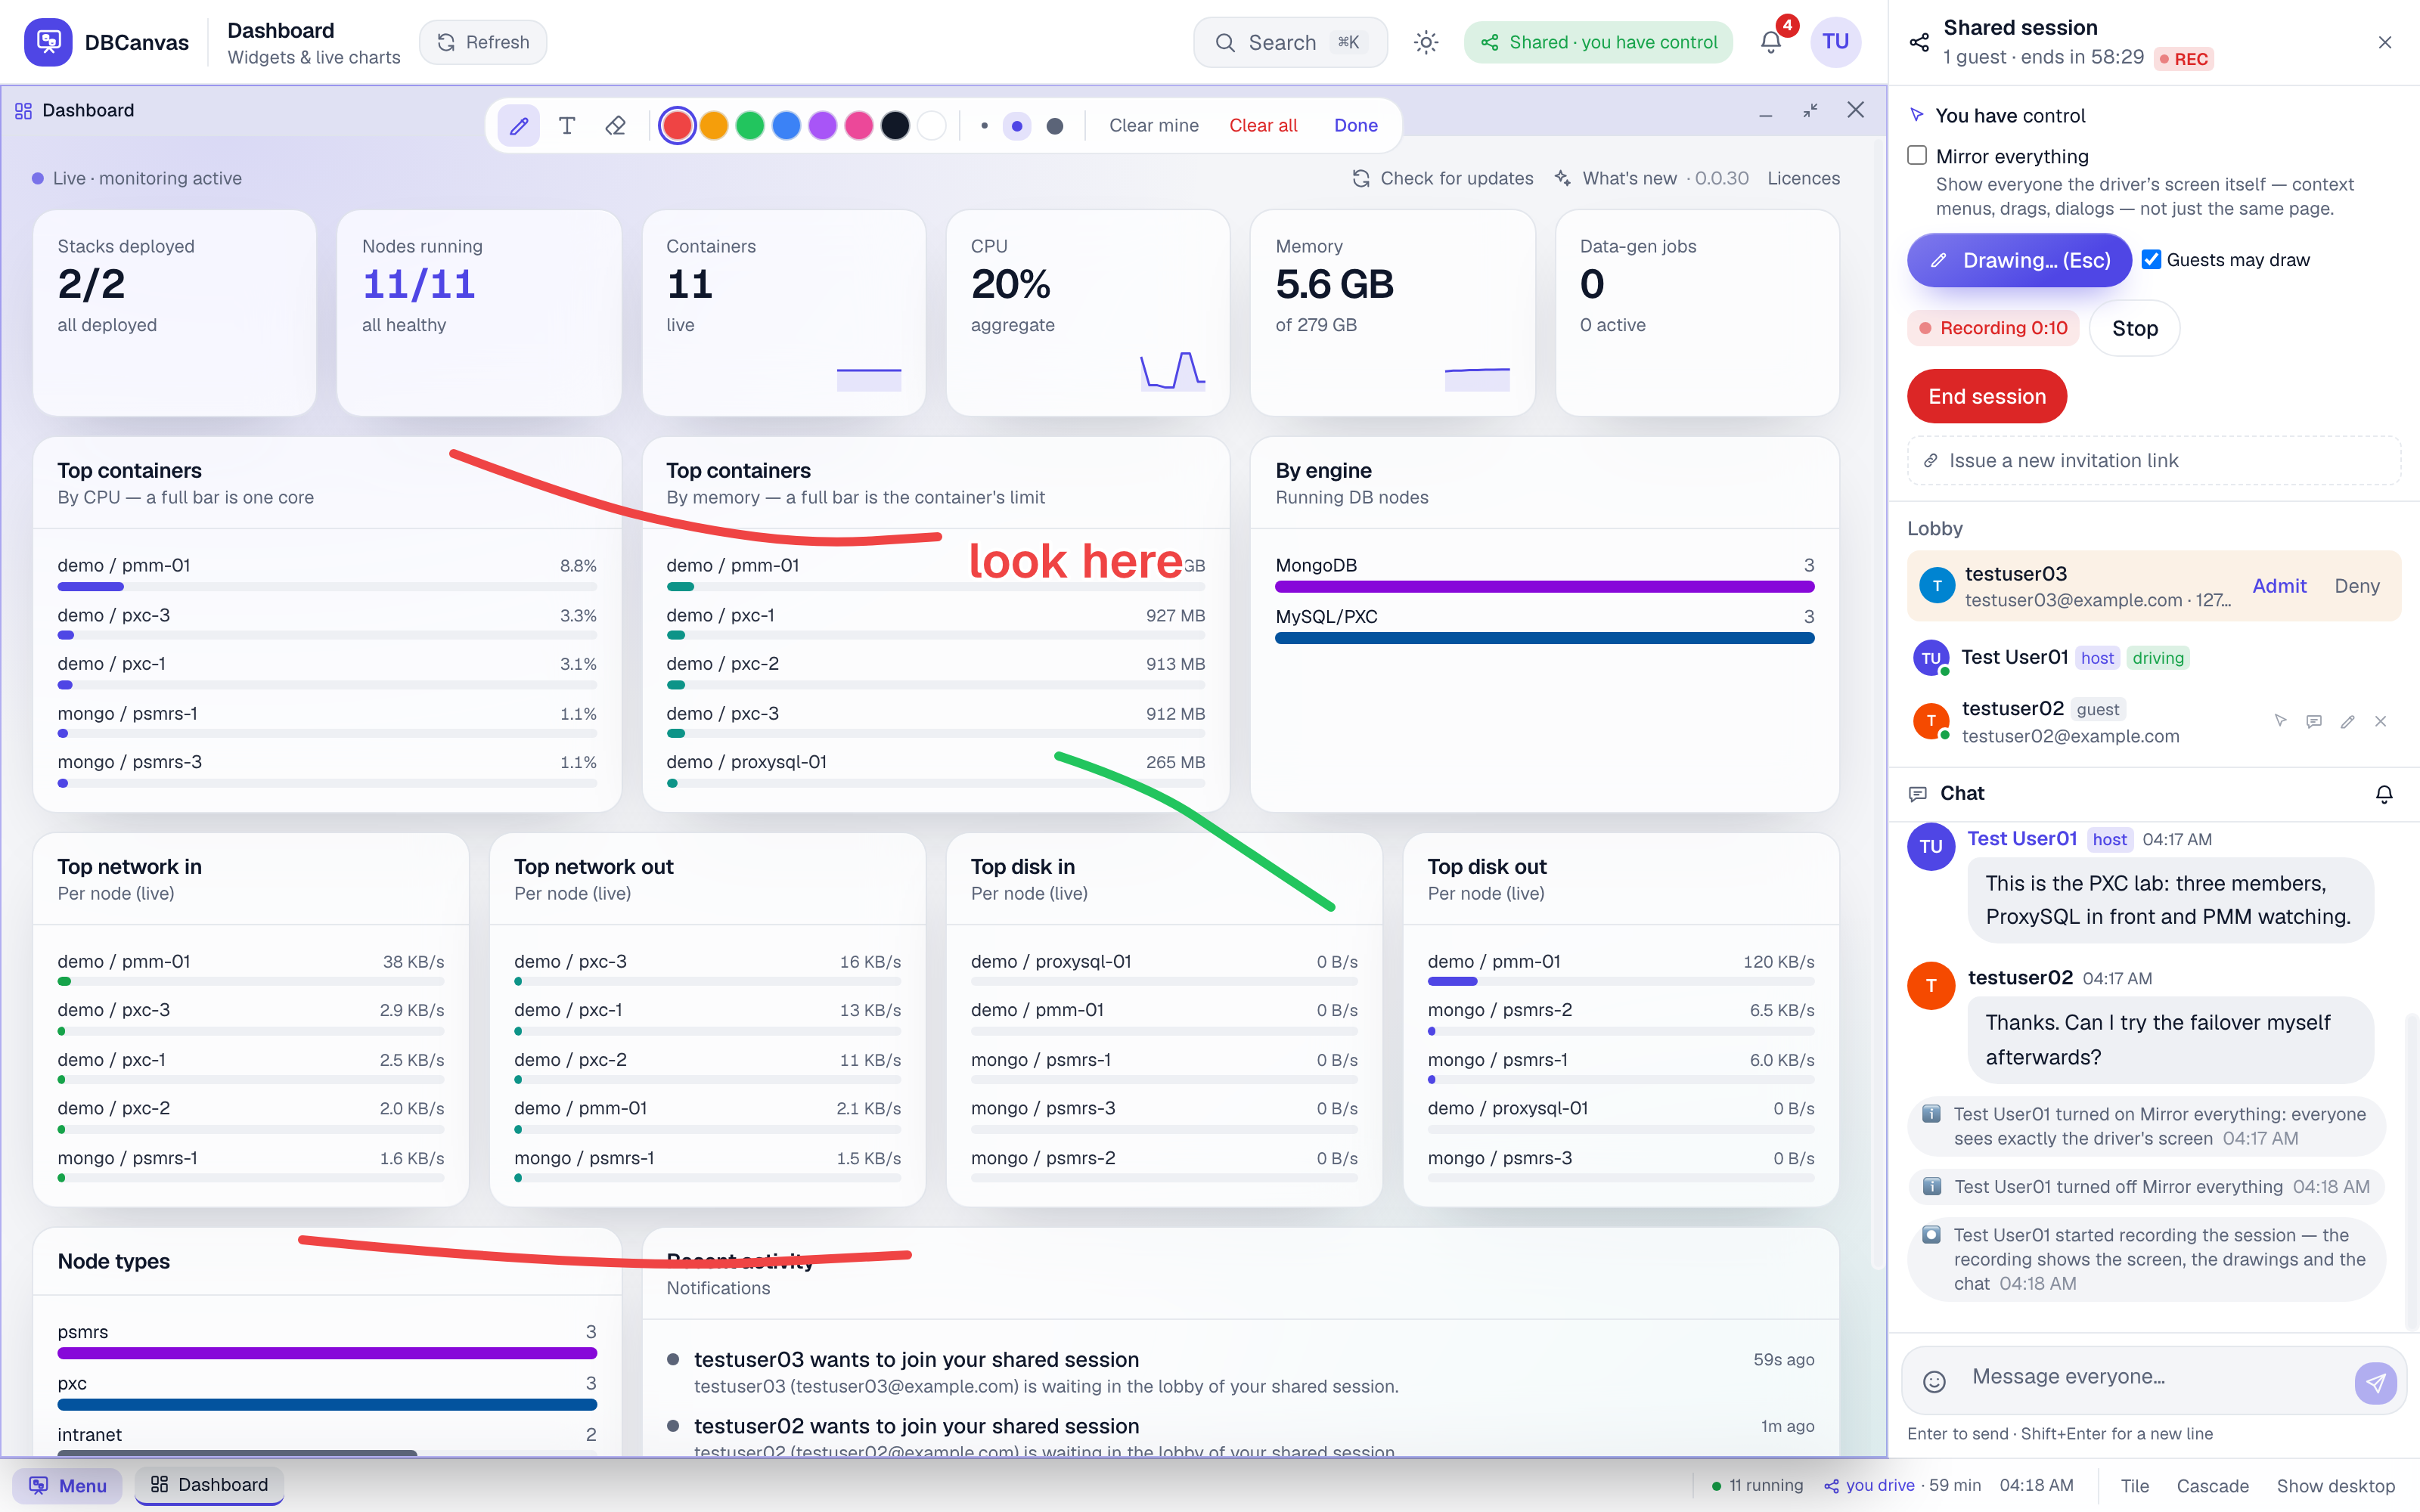 DBCanvas
Dashboard
Widgets & live charts
Refresh
Search ⌘K
Shared · you have control
4
TU
Shared session
1 guest · ends in 58:29 REC
Dashboard
T
Clear mine
Clear all
Done
You have control
Mirror everything
Show everyone the driver's screen itself — context
menus, drags, dialogs — not just the same page.
Drawing... (Esc)
Guests may draw
Recording 0:10
Stop
End session
Issue a new invitation link
Live · monitoring active
Check for updates
What's new · 0.0.30
Licences
Stacks deployed
2/2
all deployed
Nodes running
11/11
all healthy
Containers
11
live
CPU
20%
aggregate
Memory
5.6 GB
of 279 GB
Data-gen jobs
0
0 active
Top containers
By CPU — a full bar is one core
demo / pmm-01 8.8%
demo / pxc-3 3.3%
demo / pxc-1 3.1%
mongo / psmrs-1 1.1%
mongo / psmrs-3 1.1%
Top containers
By memory — a full bar is the container's limit
look here
demo / pmm-01 GB
demo / pxc-1 927 MB
demo / pxc-2 913 MB
demo / pxc-3 912 MB
demo / proxysql-01 265 MB
By engine
Running DB nodes
MongoDB 3
MySQL/PXC 3
Top network in
Per node (live)
demo / pmm-01 38 KB/s
demo / pxc-3 2.9 KB/s
demo / pxc-1 2.5 KB/s
demo / pxc-2 2.0 KB/s
mongo / psmrs-1 1.6 KB/s
Top network out
Per node (live)
demo / pxc-3 16 KB/s
demo / pxc-1 13 KB/s
demo / pxc-2 11 KB/s
demo / pmm-01 2.1 KB/s
mongo / psmrs-1 1.5 KB/s
Top disk in
Per node (live)
demo / proxysql-01 0 B/s
demo / pmm-01 0 B/s
mongo / psmrs-1 0 B/s
mongo / psmrs-3 0 B/s
mongo / psmrs-2 0 B/s
Top disk out
Per node (live)
demo / pmm-01 120 KB/s
mongo / psmrs-2 6.5 KB/s
mongo / psmrs-1 6.0 KB/s
demo / proxysql-01 0 B/s
mongo / psmrs-3 0 B/s
Node types
psmrs 3
pxc 3
intranet 2
Recent activity
Notifications
testuser03 wants to join your shared session 59s ago
testuser03 (testuser03@example.com) is waiting in the lobby of your shared session.
testuser02 wants to join your shared session 1m ago
testuser02 (testuser02@example.com) is waiting in the lobby of your shared session.
Lobby
T
testuser03
testuser03@example.com · 127...
Admit
Deny
TU
Test User01 host driving
T
testuser02 guest
testuser02@example.com
Chat
TU
Test User01 host 04:17 AM
This is the PXC lab: three members,
ProxySQL in front and PMM watching.
T
testuser02 04:17 AM
Thanks. Can I try the failover myself
afterwards?
Test User01 turned on Mirror everything: everyone
sees exactly the driver's screen 04:17 AM
Test User01 turned off Mirror everything 04:18 AM
Test User01 started recording the session — the
recording shows the screen, the drawings and the
chat 04:18 AM
Message everyone...
Enter to send · Shift+Enter for a new line
Menu
Dashboard
11 running
you drive · 59 min
04:18 AM
Tile
Cascade
Show desktop